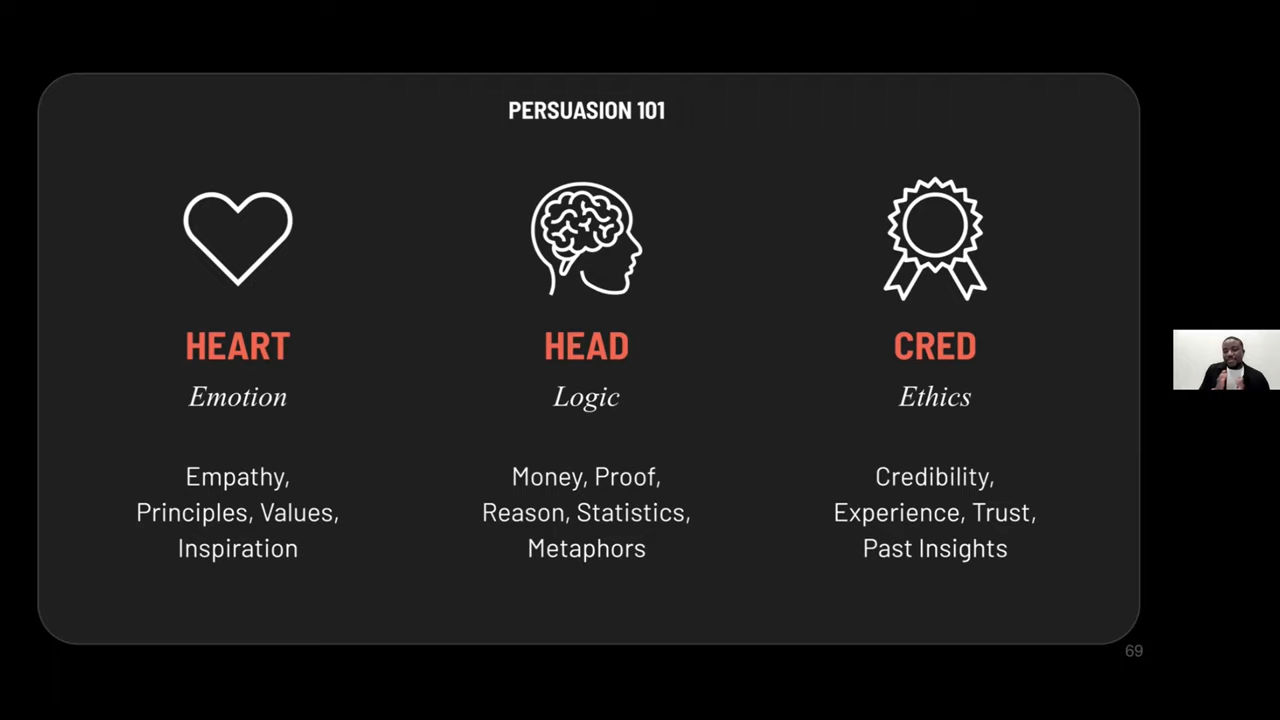 PERSUASION 101
HEART
Emotion
Empathy,
Principles, Values,
Inspiration
HEAD
Logic
Money, Proof,
Reason, Statistics,
Metaphors
CRED
Ethics
Credibility,
Experience, Trust,
Past Insights
69